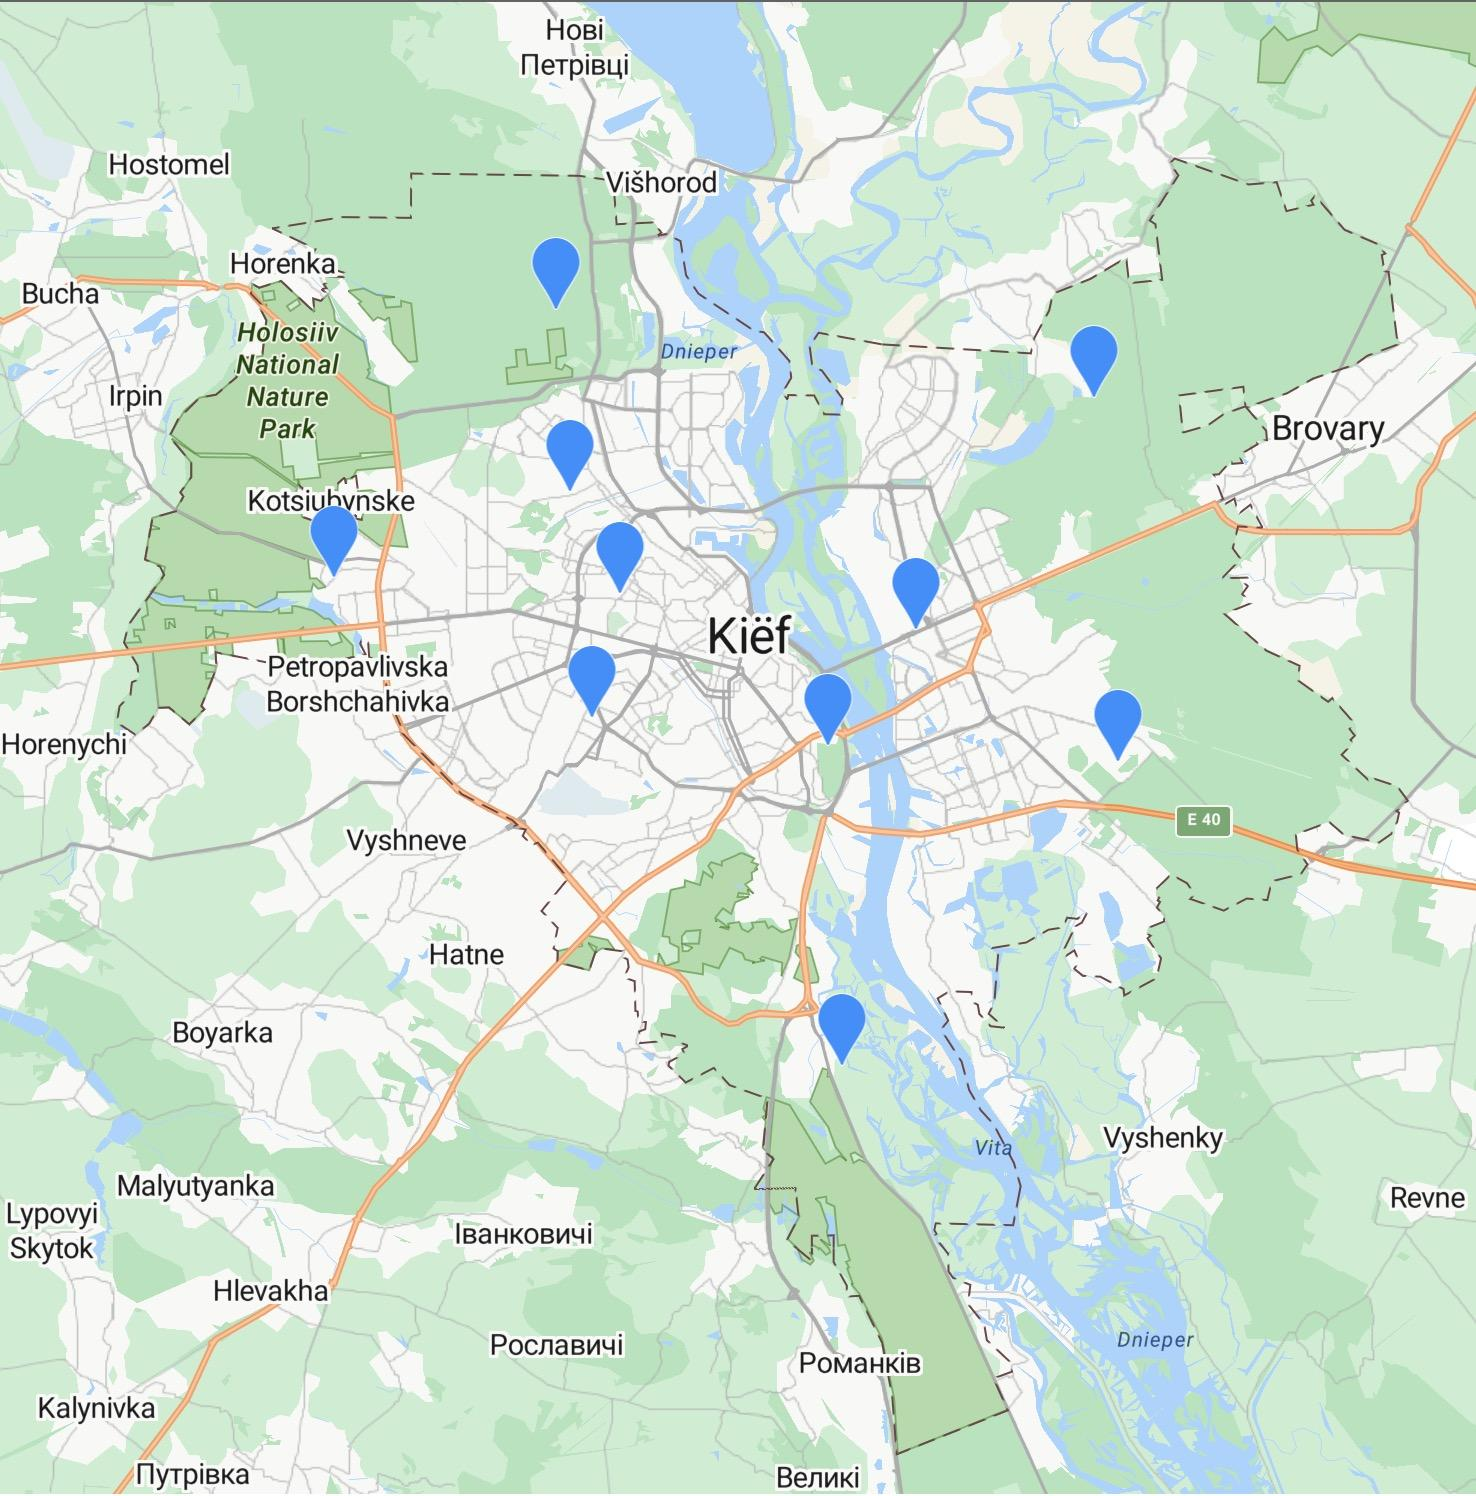 Нові
Петрівці
Hostomel
Višhorod
Horenka
Bucha
Holosiiv
National
Nature
Park
Dnieper
Irpin
Brovary
Kotsiubynske
Kiëf
Petropavlivska
Borshchahivka
Horenychi
E 40
Vyshneve
Hatne
Boyarka
Vyshenky
Vita
Malyutyanka
Revne
Lypovyi
Skytok
Іванковичі
Hlevakha
Рославичі
Dnieper
Романків
Kalynivka
Путрівка
Великі